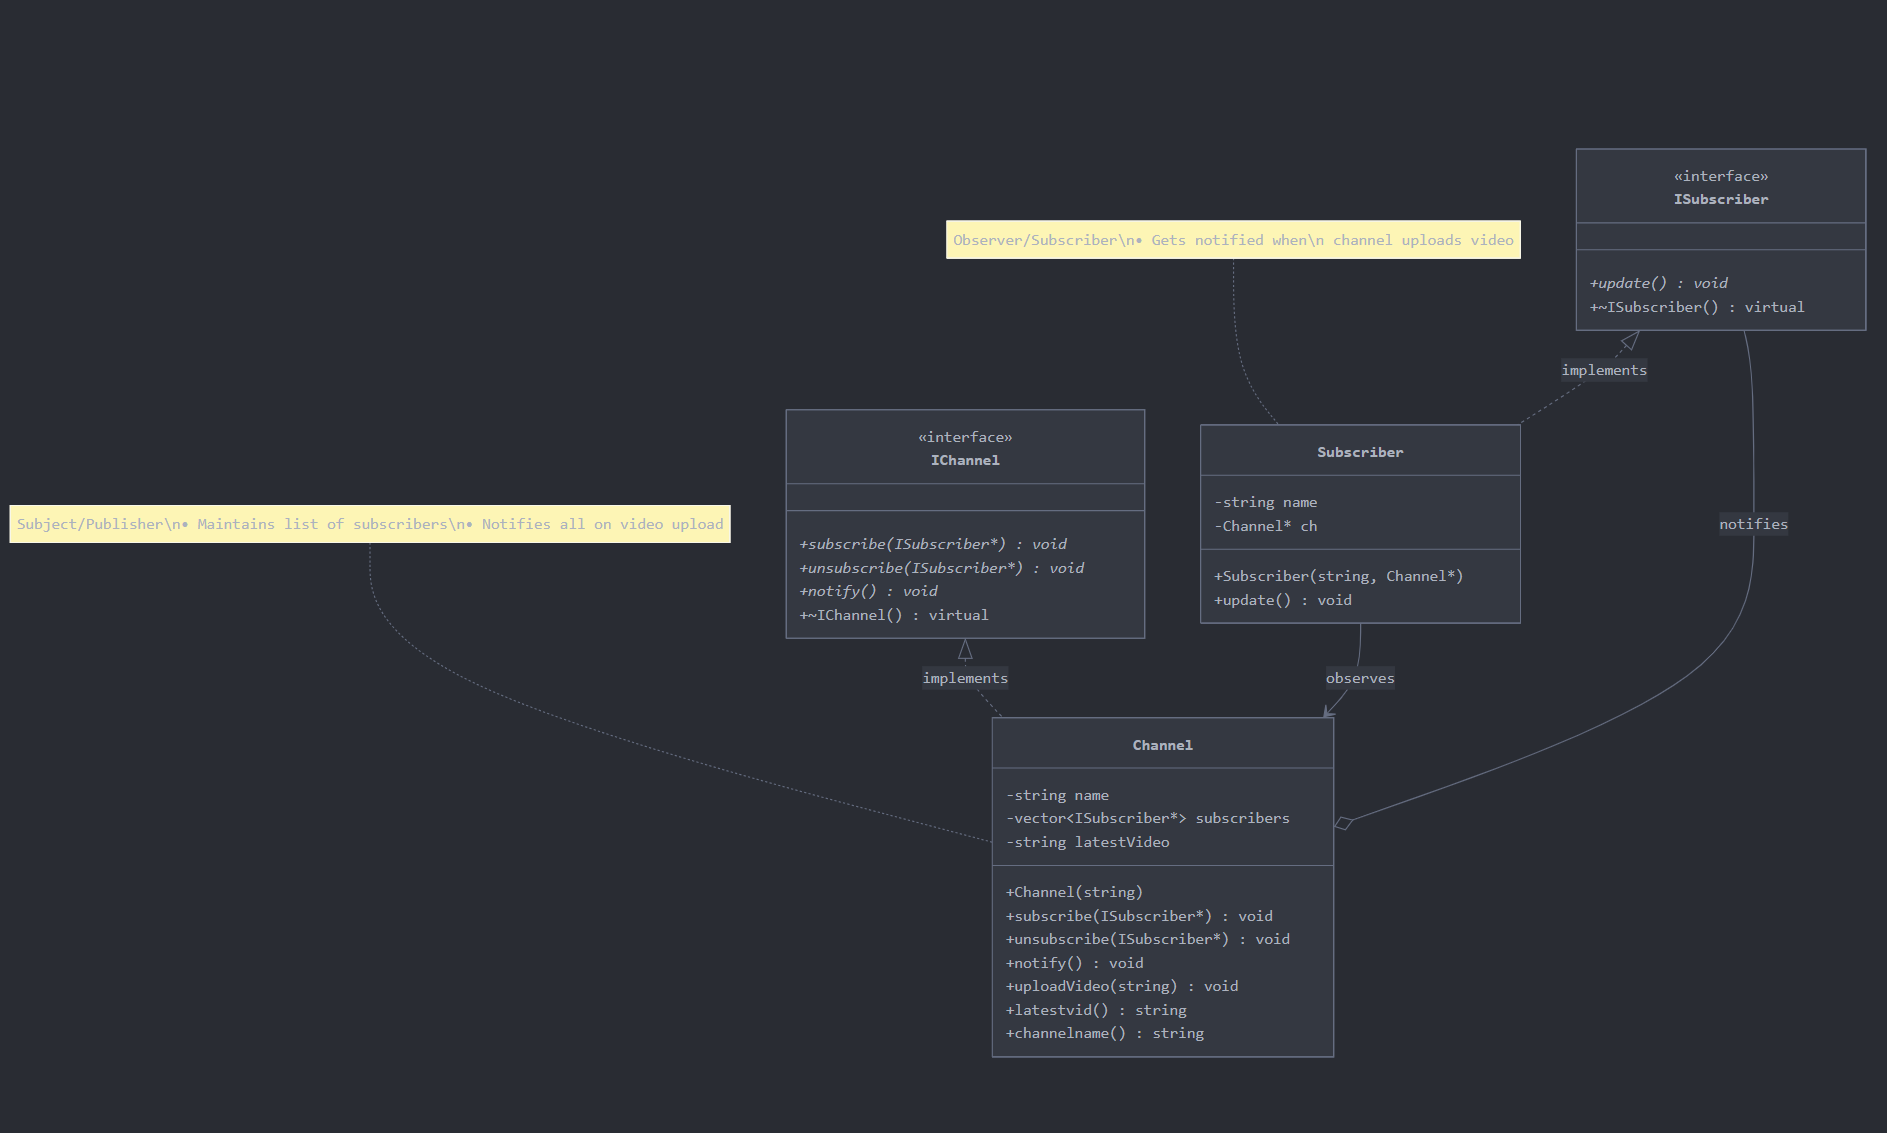 «interface»
ISubscriber
+update() : void
+~ISubscriber() : virtual
Observer/Subscriber\n• Gets notified when\n channel uploads video
implements
«interface»
IChannel
+subscribe(ISubscriber*) : void
+unsubscribe(ISubscriber*) : void
+notify() : void
+~IChannel() : virtual
Subscriber
-string name
-Channel* ch
+Subscriber(string, Channel*)
+update() : void
Subject/Publisher\n• Maintains list of subscribers\n• Notifies all on video upload
notifies
implements
observes
Channel
-string name
-vector<ISubscriber*> subscribers
-string latestVideo
+Channel(string)
+subscribe(ISubscriber*) : void
+unsubscribe(ISubscriber*) : void
+notify() : void
+uploadVideo(string) : void
+latestvid() : string
+channelname() : string